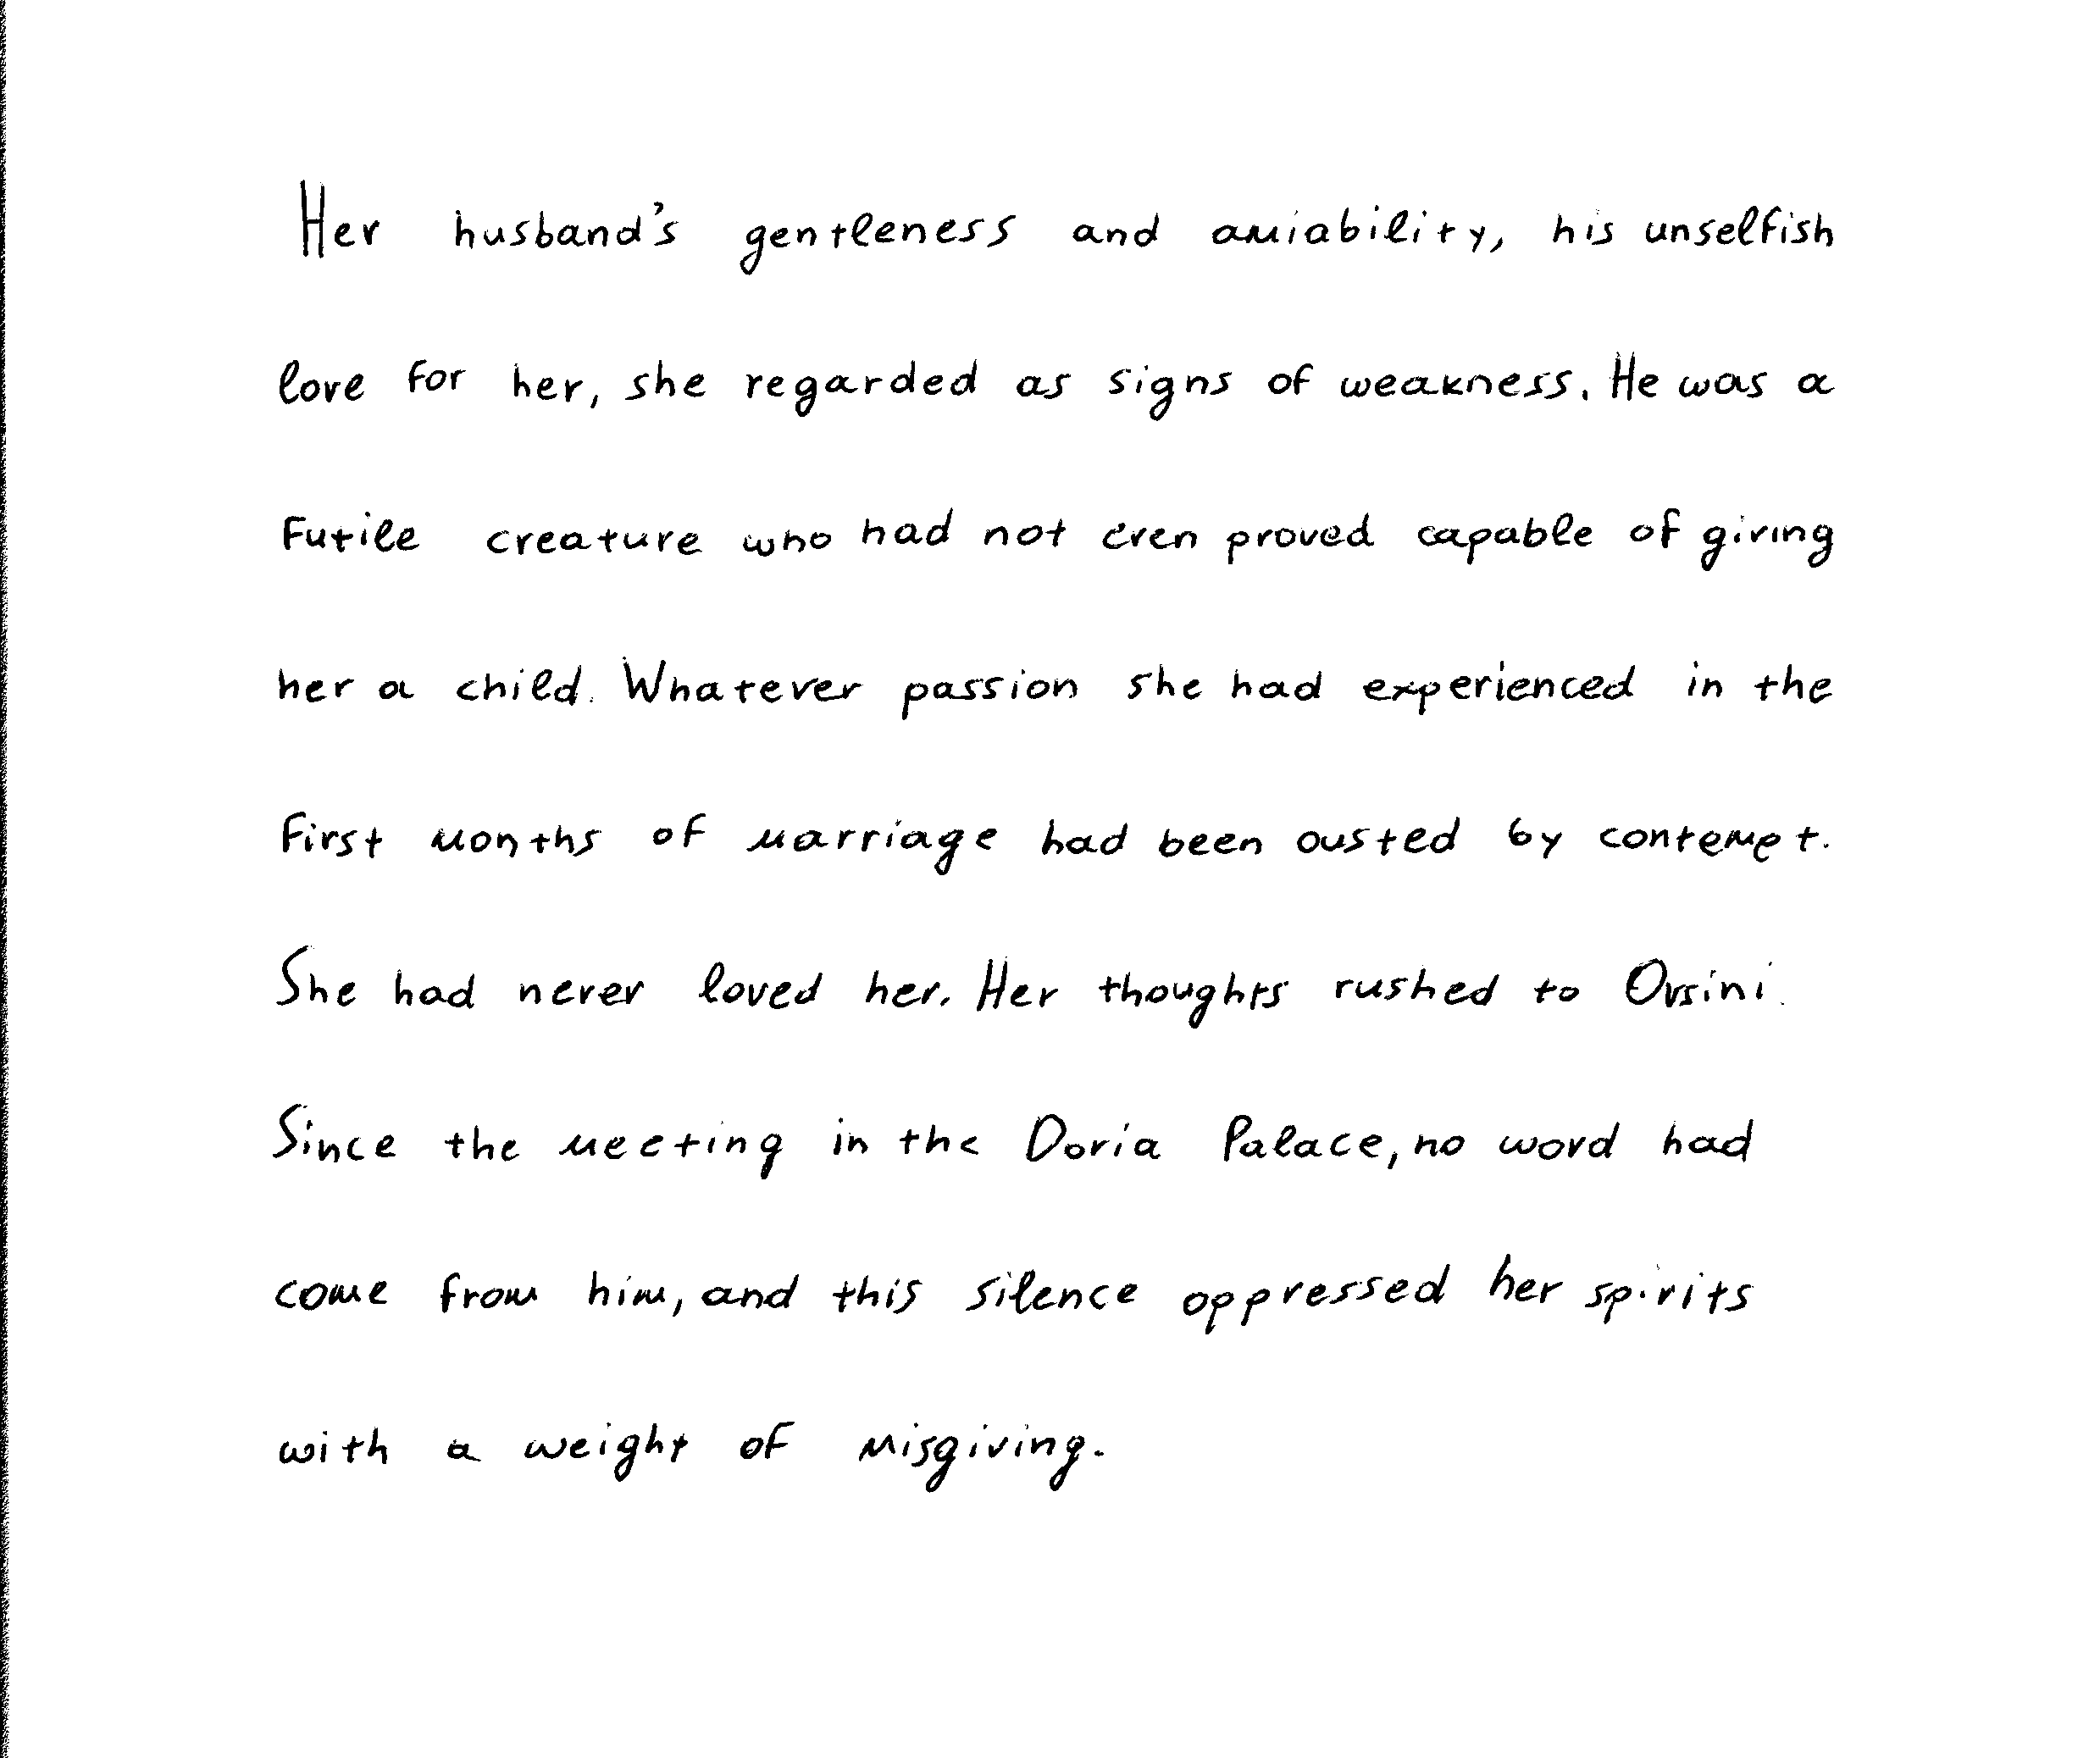 Her husband's gentleness and amiability, his unselfish
love for her, she regarded as signs of weakness. He was a
futile creature who had not even proved capable of giving
her a child. Whatever passion she had experienced in the
first months of marriage had been ousted by contempt.
She had never loved her. Her thoughts rushed to Orsini.
Since the meeting in the Doria Palace, no word had
come from him, and this silence oppressed her spirits
with a weight of misgiving.